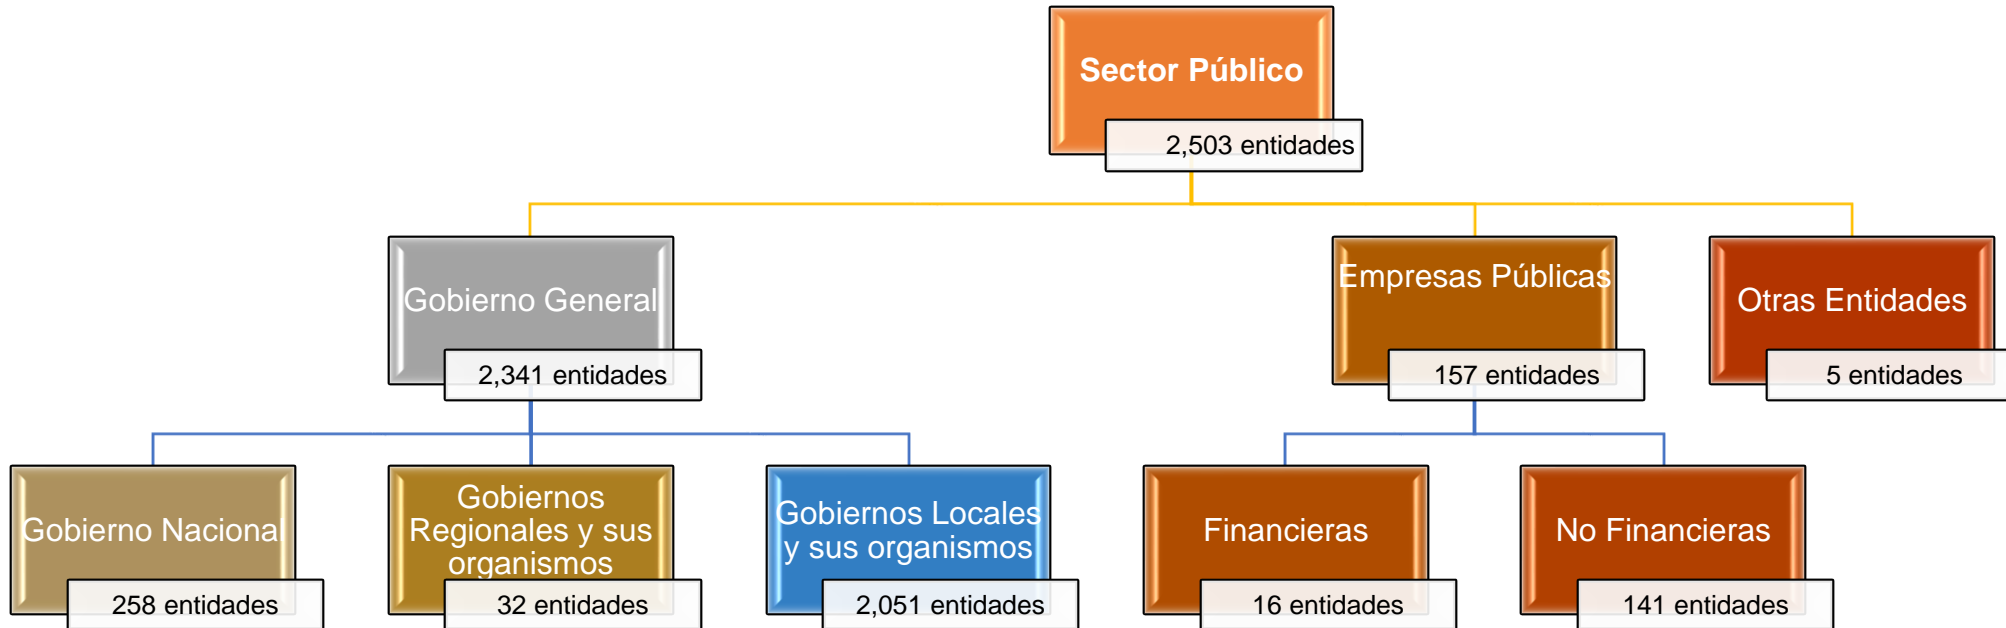 Sector Público
2,503 entidades
Gobierno General
2,341 entidades
Empresas Públicas
157 entidades
Otras Entidades
5 entidades
Gobierno Nacional
258 entidades
Gobiernos
Regionales y sus
organismos
32 entidades
Gobiernos Locales
y sus organismos
2,051 entidades
Financieras
16 entidades
No Financieras
141 entidades